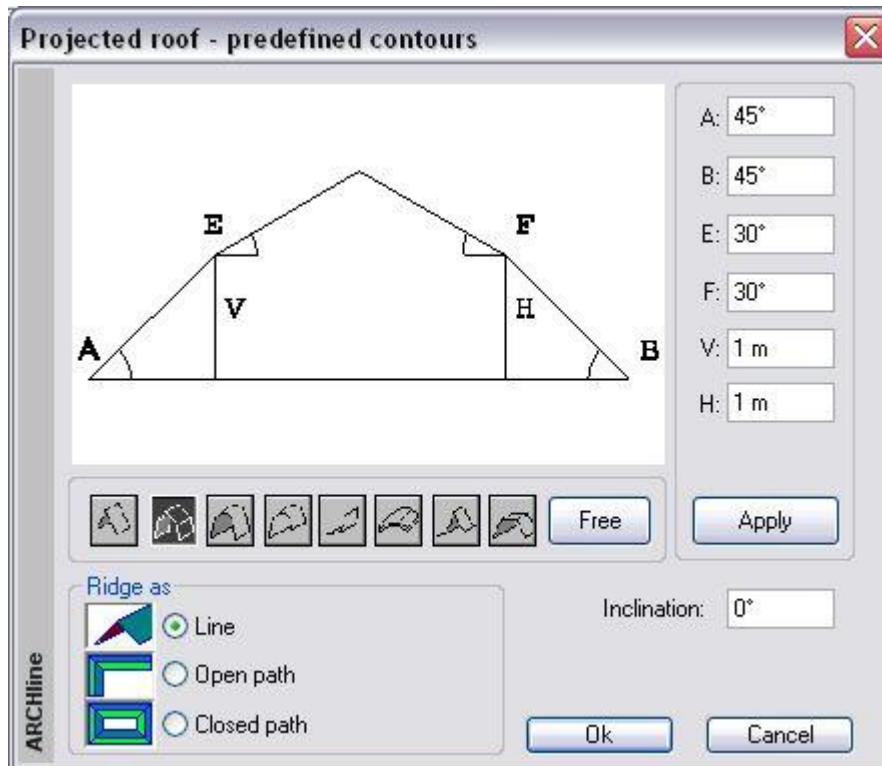 Projected roof - predefined contours
A: 45°
B: 45°
E: 30°
F: 30°
V: 1 m
H: 1 m
E
F
V
H
A
B
Free
Apply
Ridge as
Line
Open path
Closed path
Inclination: 0°
Ok
Cancel
ARCHline